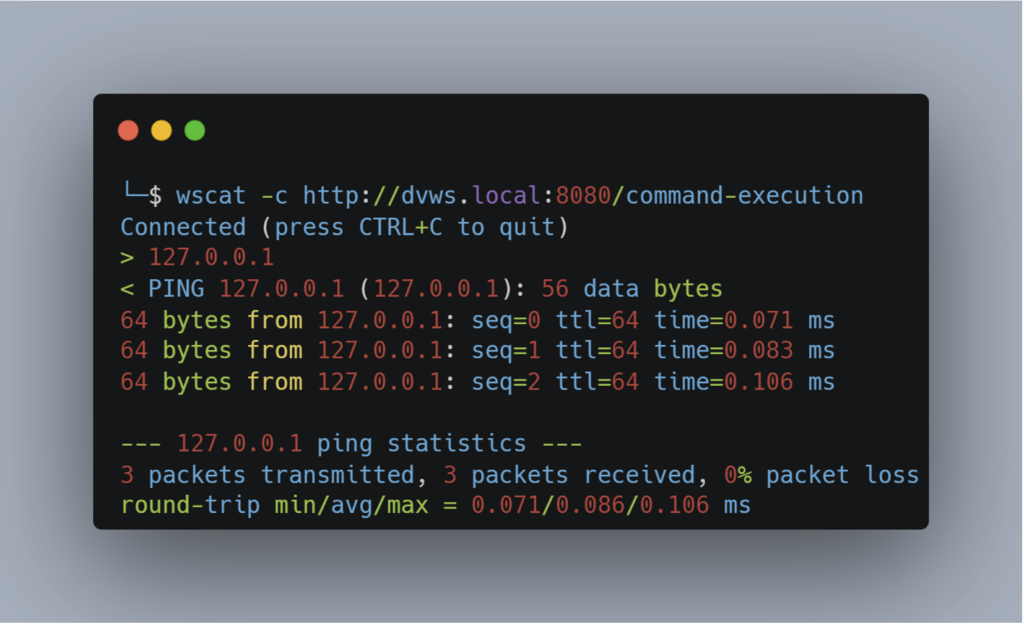 └─$ wscat -c http://dvws.local:8080/command-execution
Connected (press CTRL+C to quit)
> 127.0.0.1
< PING 127.0.0.1 (127.0.0.1): 56 data bytes
64 bytes from 127.0.0.1: seq=0 ttl=64 time=0.071 ms
64 bytes from 127.0.0.1: seq=1 ttl=64 time=0.083 ms
64 bytes from 127.0.0.1: seq=2 ttl=64 time=0.106 ms
--- 127.0.0.1 ping statistics ---
3 packets transmitted, 3 packets received, 0% packet loss
round-trip min/avg/max = 0.071/0.086/0.106 ms